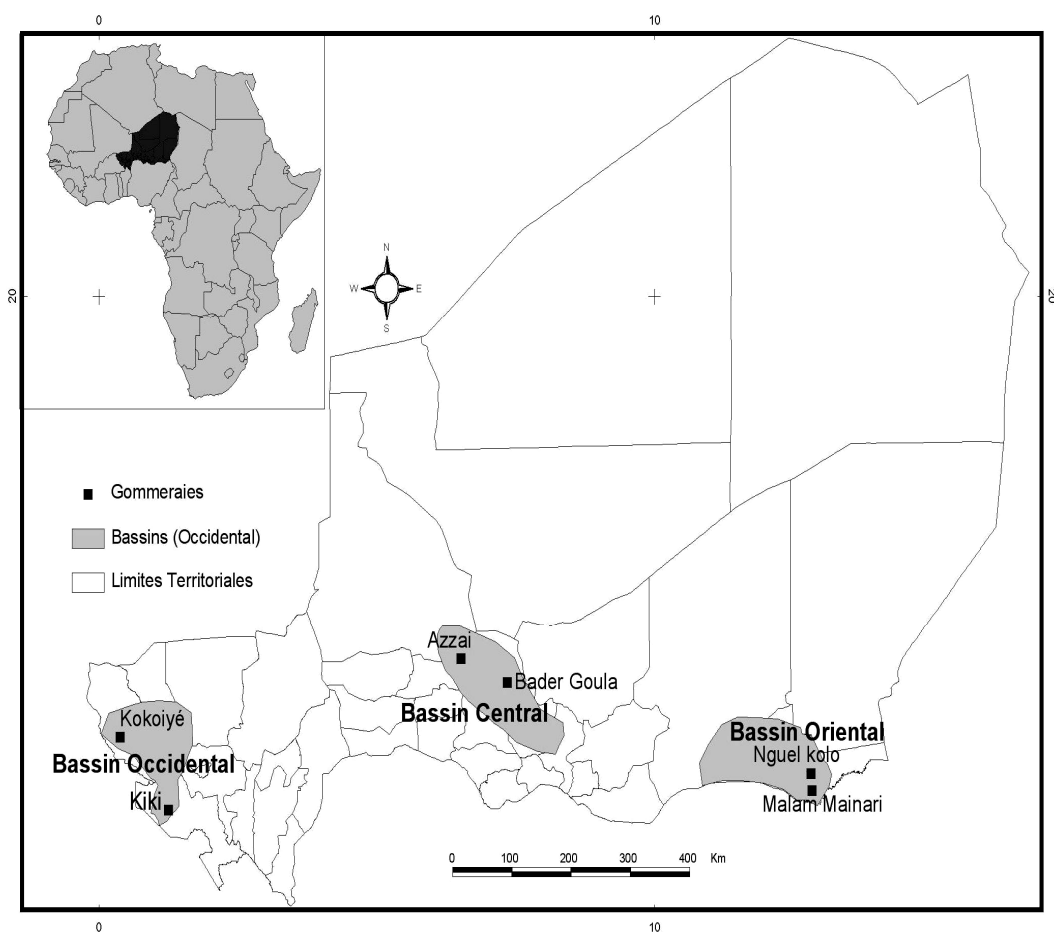 0 10
N
W E
S
20 20
Gommeraies
Bassins (Occidental)
Limites Territoriales
Azzai
Bader Goula
Bassin Central
Kokoiyé
Bassin Occidental
Kiki
Bassin Oriental
Nguel kolo
Malam Mainari
0 100 200 300 400 Km
0 10